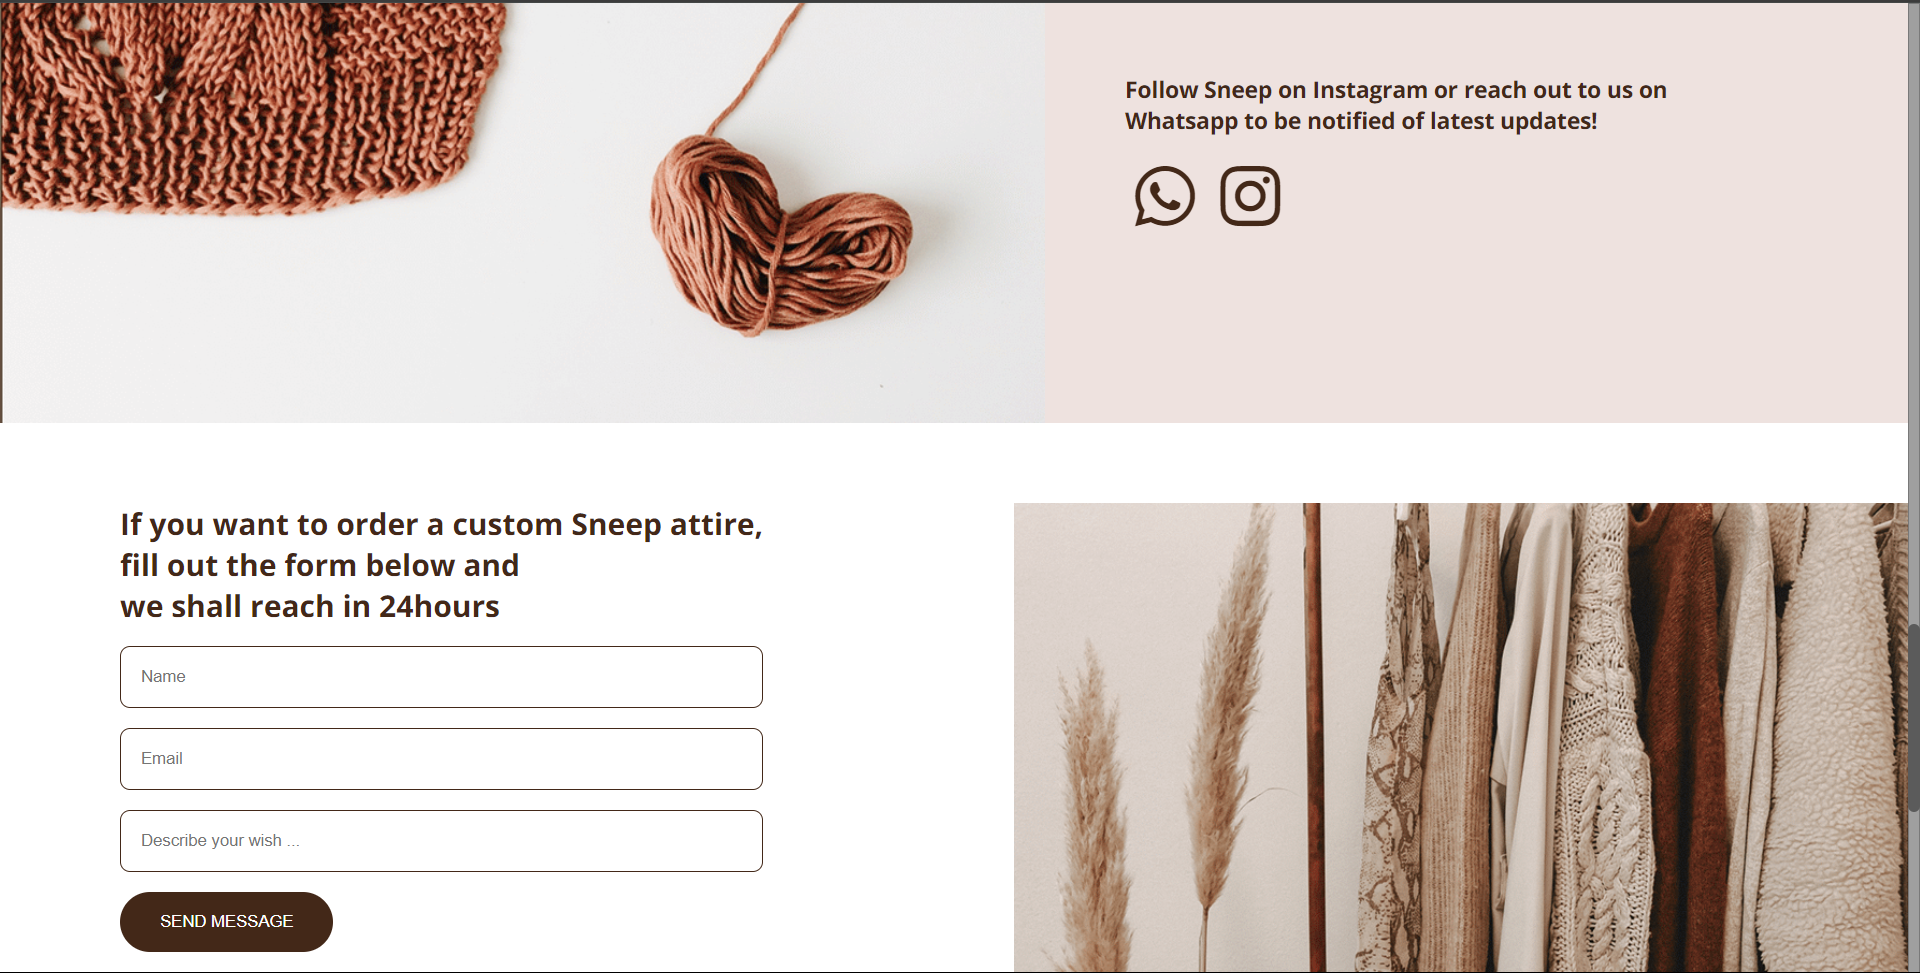 Follow Sneep on Instagram or reach out to us on
Whatsapp to be notified of latest updates!
If you want to order a custom Sneep attire,
fill out the form below and
we shall reach in 24hours
Name
Email
Describe your wish ...
SEND MESSAGE